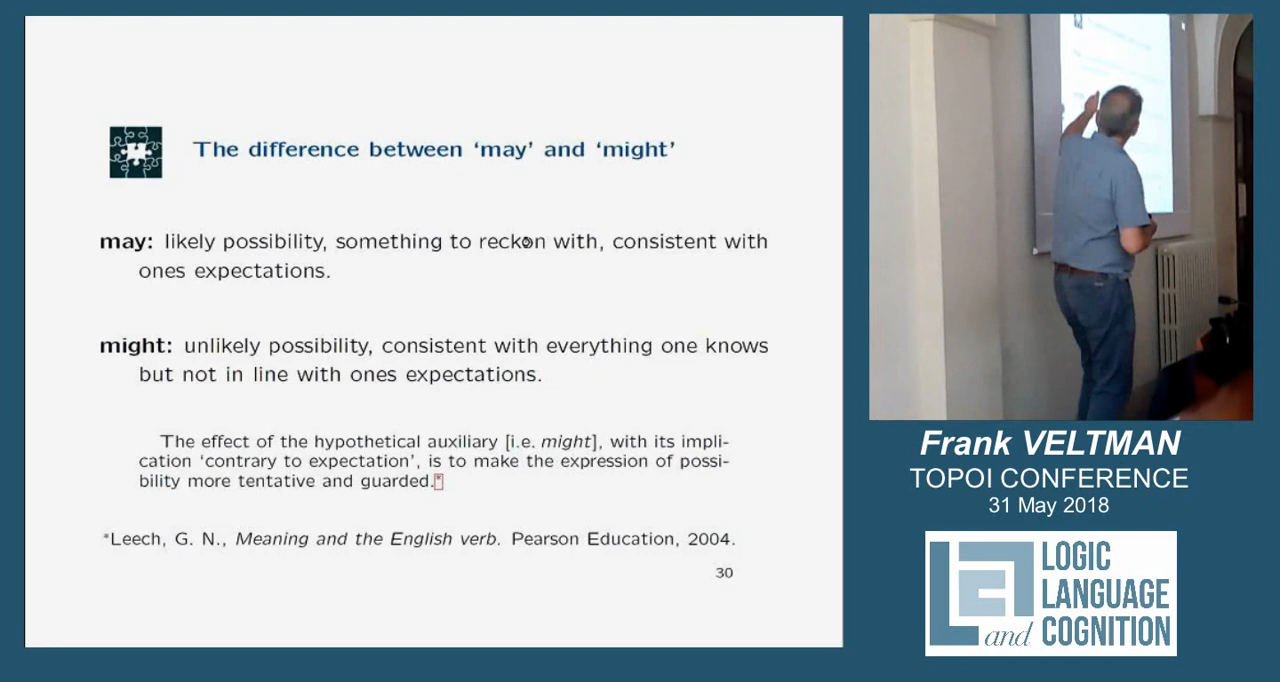 The difference between ‘may’ and ‘might’
may: likely possibility, something to reckon with, consistent with
ones expectations.
might: unlikely possibility, consistent with everything one knows
but not in line with ones expectations.
The effect of the hypothetical auxiliary [i.e. might], with its impli-
cation ‘contrary to expectation’, is to make the expression of possi-
bility more tentative and guarded.*
*Leech, G. N., Meaning and the English verb. Pearson Education, 2004.
30
Frank VELTMAN
TOPOI CONFERENCE
31 May 2018
LOGIC
LANGUAGE
and COGNITION